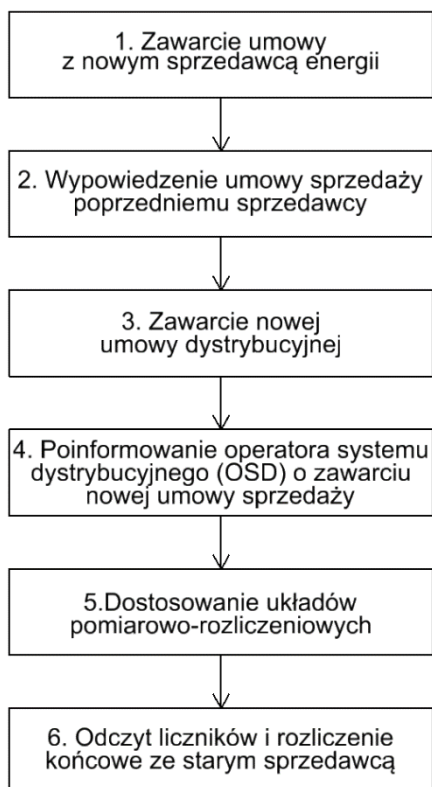 1. Zawarcie umowy
z nowym sprzedawcą energii
2. Wypowiedzenie umowy sprzedaży
poprzedniemu sprzedawcy
3. Zawarcie nowej
umowy dystrybucyjnej
4. Poinformowanie operatora systemu
dystrybucyjnego (OSD) o zawarciu
nowej umowy sprzedaży
5.Dostosowanie układów
pomiarowo-rozliczeniowych
6. Odczyt liczników i rozliczenie
końcowe ze starym sprzedawcą